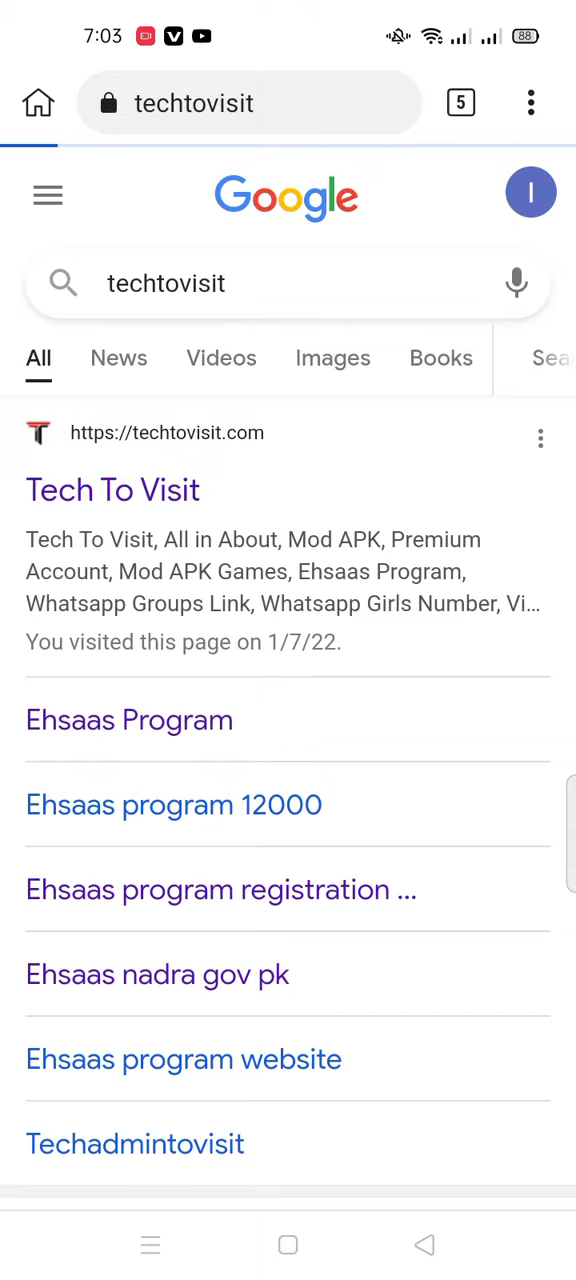 7:03
88
techtovisit
5
Google
I
techtovisit
All News Videos Images Books Sea
https://techtovisit.com
Tech To Visit
Tech To Visit, All in About, Mod APK, Premium
Account, Mod APK Games, Ehsaas Program,
Whatsapp Groups Link, Whatsapp Girls Number, Vi...
You visited this page on 1/7/22.
Ehsaas Program
Ehsaas program 12000
Ehsaas program registration ...
Ehsaas nadra gov pk
Ehsaas program website
Techadmintovisit